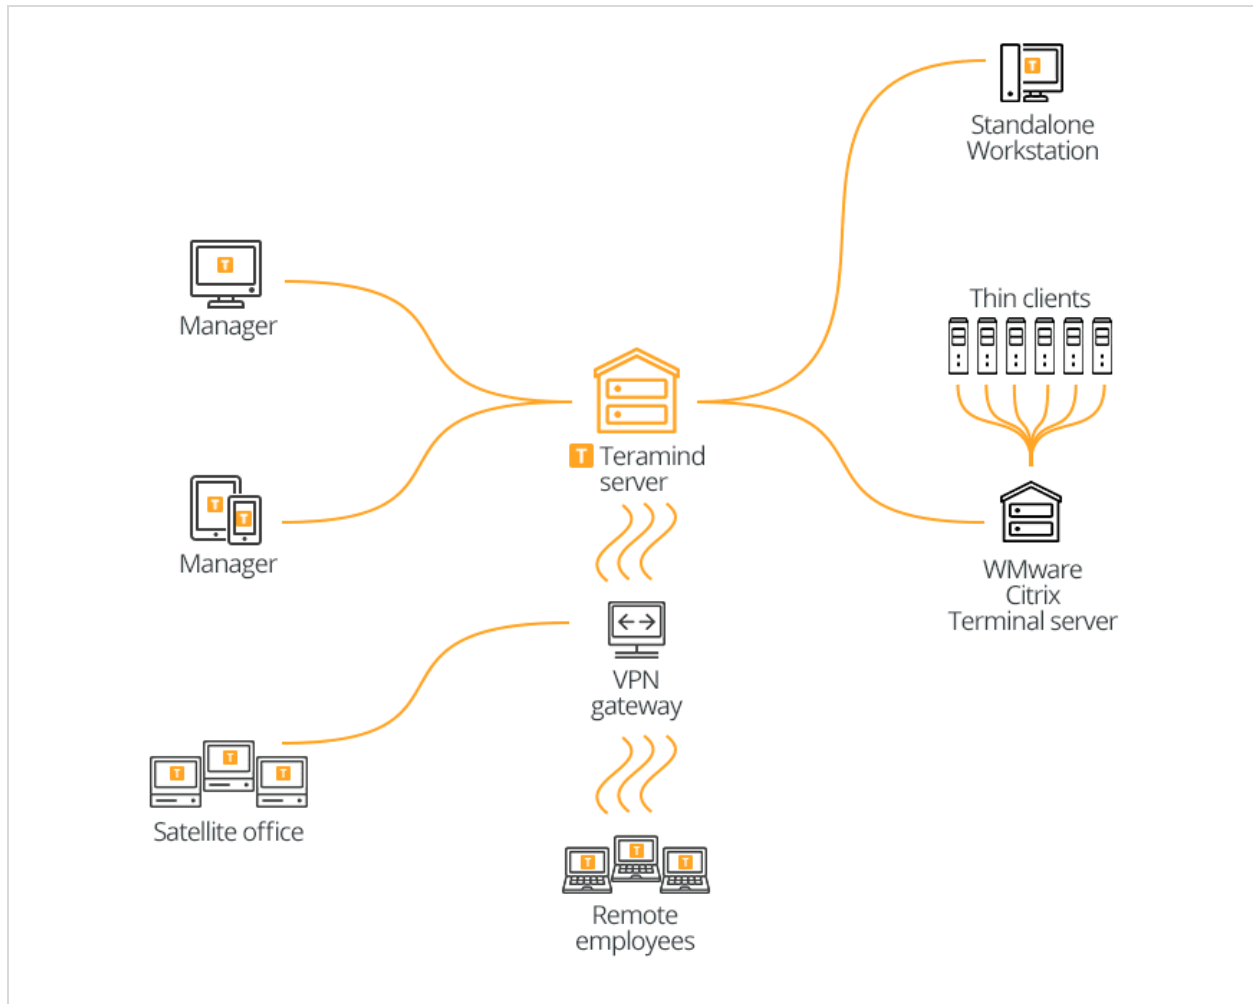 T
Standalone
Workstation
T
Manager
Thin clients
T Teramind
server
T
T
Manager
WMware
Citrix
Terminal server
VPN
gateway
T
T
T
Satellite office
T
T
T
Remote
employees